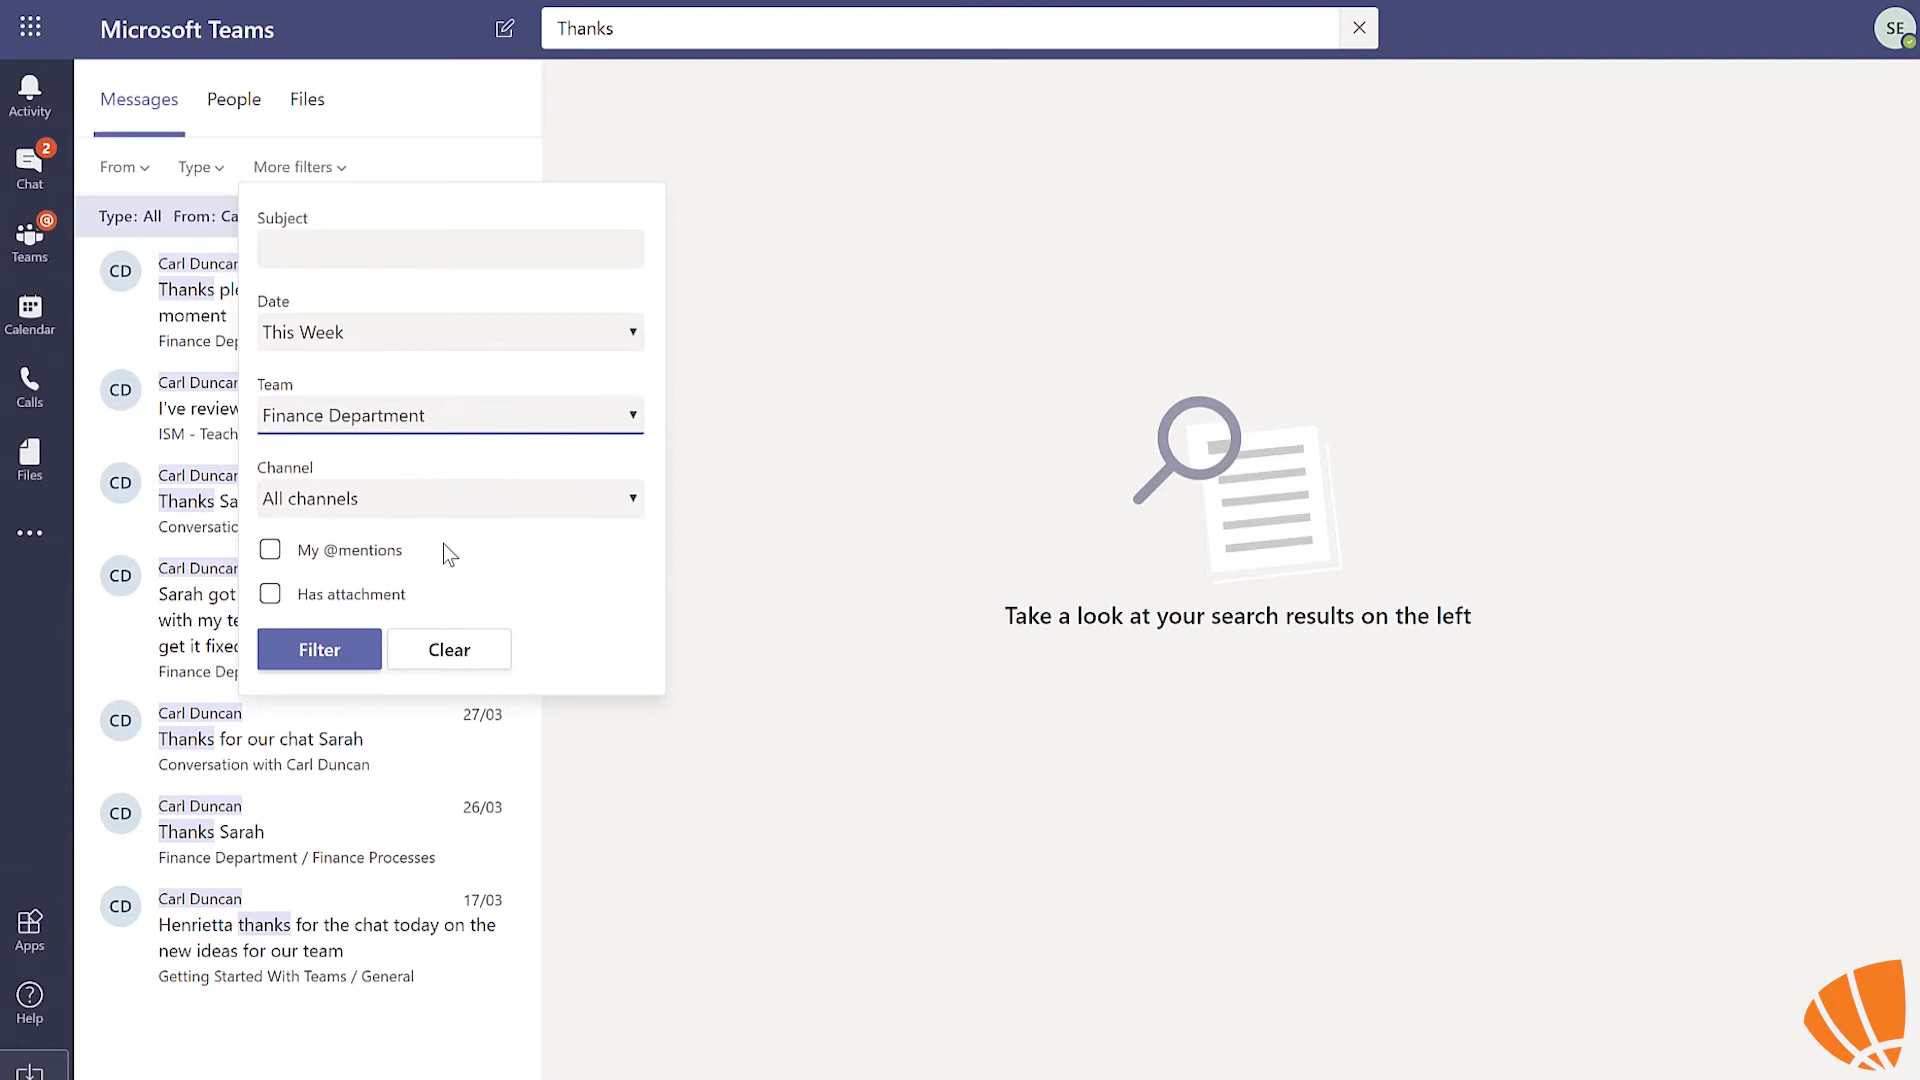 Microsoft Teams
Thanks
SE
Activity
2
Chat
@
Teams
Calendar
Calls
Files
Apps
Help
Messages People Files
From Type More filters
Type: All From: Ca
CD
Carl Duncan
Thanks ple
moment
Finance Dep
CD
Carl Duncan
I've review
ISM - Teach
CD
Carl Duncan
Thanks Sa
Conversatio
CD
Carl Duncan
Sarah got
with my te
get it fixed
Finance Dep
CD
Carl Duncan 27/03
Thanks for our chat Sarah
Conversation with Carl Duncan
CD
Carl Duncan 26/03
Thanks Sarah
Finance Department / Finance Processes
CD
Carl Duncan 17/03
Henrietta thanks for the chat today on the
new ideas for our team
Getting Started With Teams / General
Subject
Date
This Week
Team
Finance Department
Channel
All channels
My @mentions
Has attachment
Filter Clear
Take a look at your search results on the left